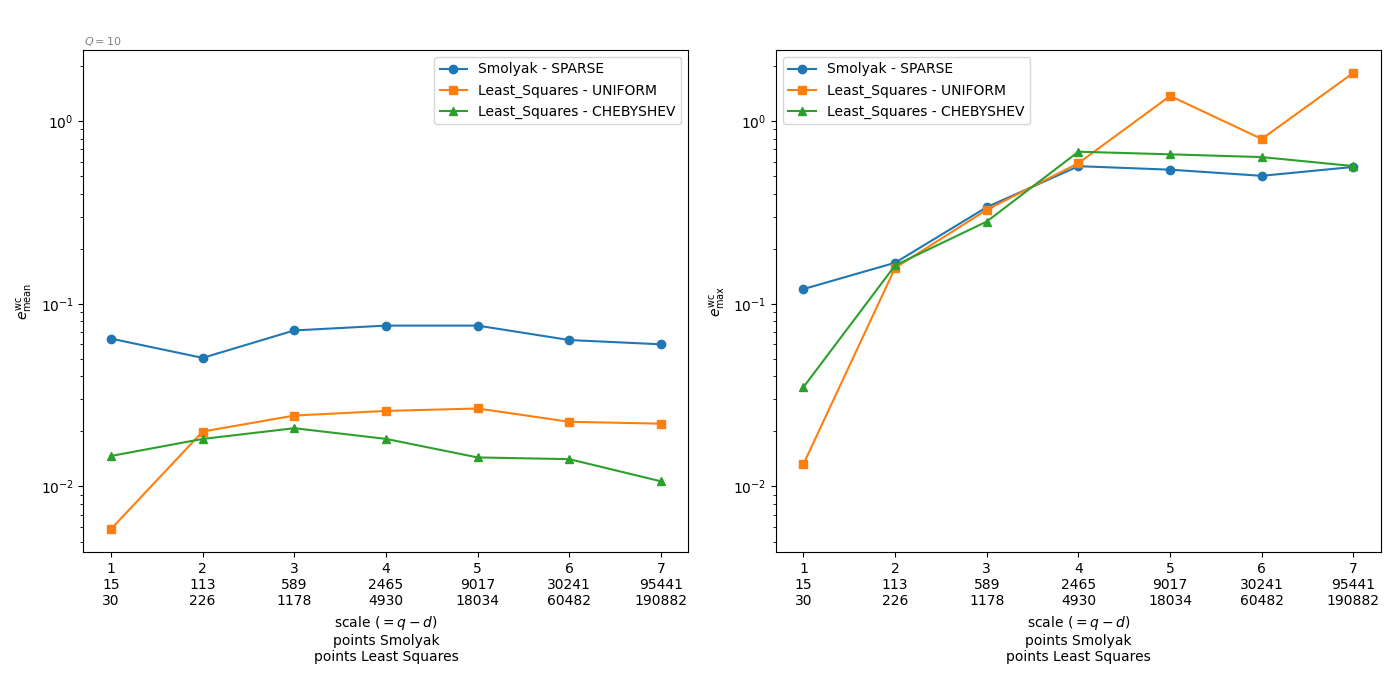 Q = 10
Smolyak - SPARSE
Least_Squares - UNIFORM
Least_Squares - CHEBYSHEV
10^0
10^-1
10^-2
e_mean^wc
1 2 3 4 5 6 7
15 113 589 2465 9017 30241 95441
30 226 1178 4930 18034 60482 190882
scale (= q − d)
points Smolyak
points Least Squares
Smolyak - SPARSE
Least_Squares - UNIFORM
Least_Squares - CHEBYSHEV
10^0
10^-1
10^-2
e_max^wc
1 2 3 4 5 6 7
15 113 589 2465 9017 30241 95441
30 226 1178 4930 18034 60482 190882
scale (= q − d)
points Smolyak
points Least Squares